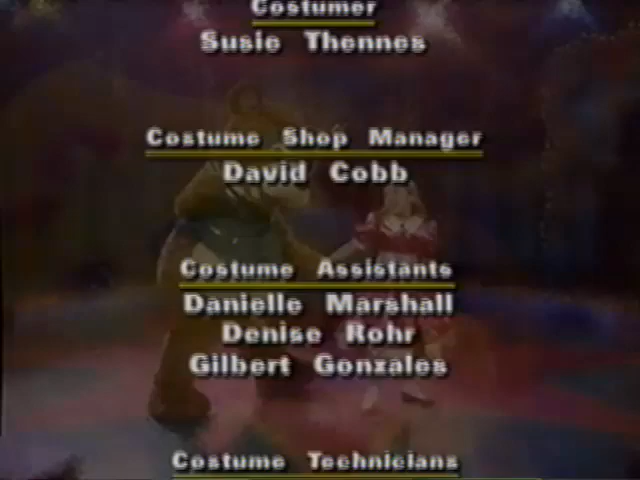 Costumer
Susie Thennes
Costume Shop Manager
David Cobb
Costume Assistants
Danielle Marshall
Denise Rohr
Gilbert Gonzales
Costume Technicians